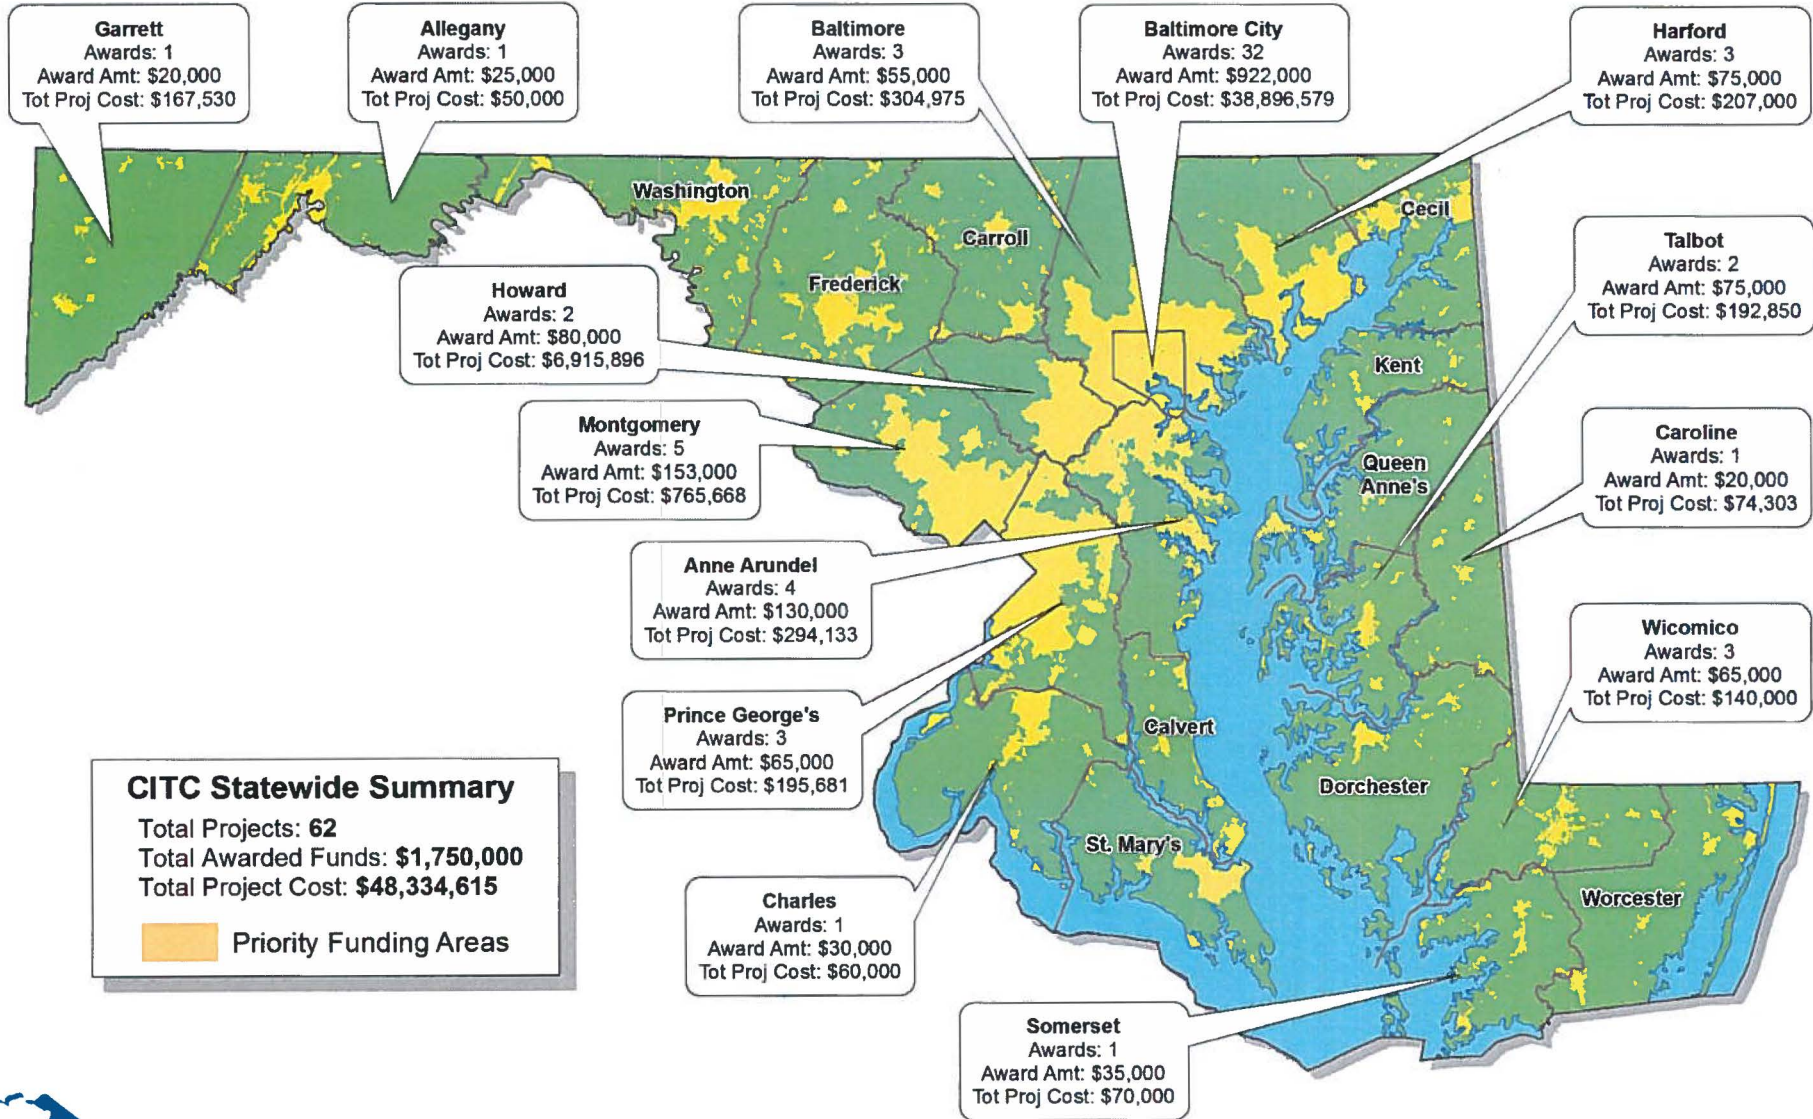 Garrett
Awards: 1
Award Amt: $20,000
Tot Proj Cost: $167,530
Allegany
Awards: 1
Award Amt: $25,000
Tot Proj Cost: $50,000
Baltimore
Awards: 3
Award Amt: $55,000
Tot Proj Cost: $304,975
Baltimore City
Awards: 32
Award Amt: $922,000
Tot Proj Cost: $38,896,579
Harford
Awards: 3
Award Amt: $75,000
Tot Proj Cost: $207,000
Washington
Carroll
Frederick
Cecil
Talbot
Awards: 2
Award Amt: $75,000
Tot Proj Cost: $192,850
Howard
Awards: 2
Award Amt: $80,000
Tot Proj Cost: $6,915,896
Kent
Montgomery
Awards: 5
Award Amt: $153,000
Tot Proj Cost: $765,668
Queen
Anne's
Caroline
Awards: 1
Award Amt: $20,000
Tot Proj Cost: $74,303
Anne Arundel
Awards: 4
Award Amt: $130,000
Tot Proj Cost: $294,133
Wicomico
Awards: 3
Award Amt: $65,000
Tot Proj Cost: $140,000
Prince George's
Awards: 3
Award Amt: $65,000
Tot Proj Cost: $195,681
Calvert
Dorchester
CITC Statewide Summary
Total Projects: 62
Total Awarded Funds: $1,750,000
Total Project Cost: $48,334,615
Priority Funding Areas
St. Mary's
Worcester
Charles
Awards: 1
Award Amt: $30,000
Tot Proj Cost: $60,000
Somerset
Awards: 1
Award Amt: $35,000
Tot Proj Cost: $70,000